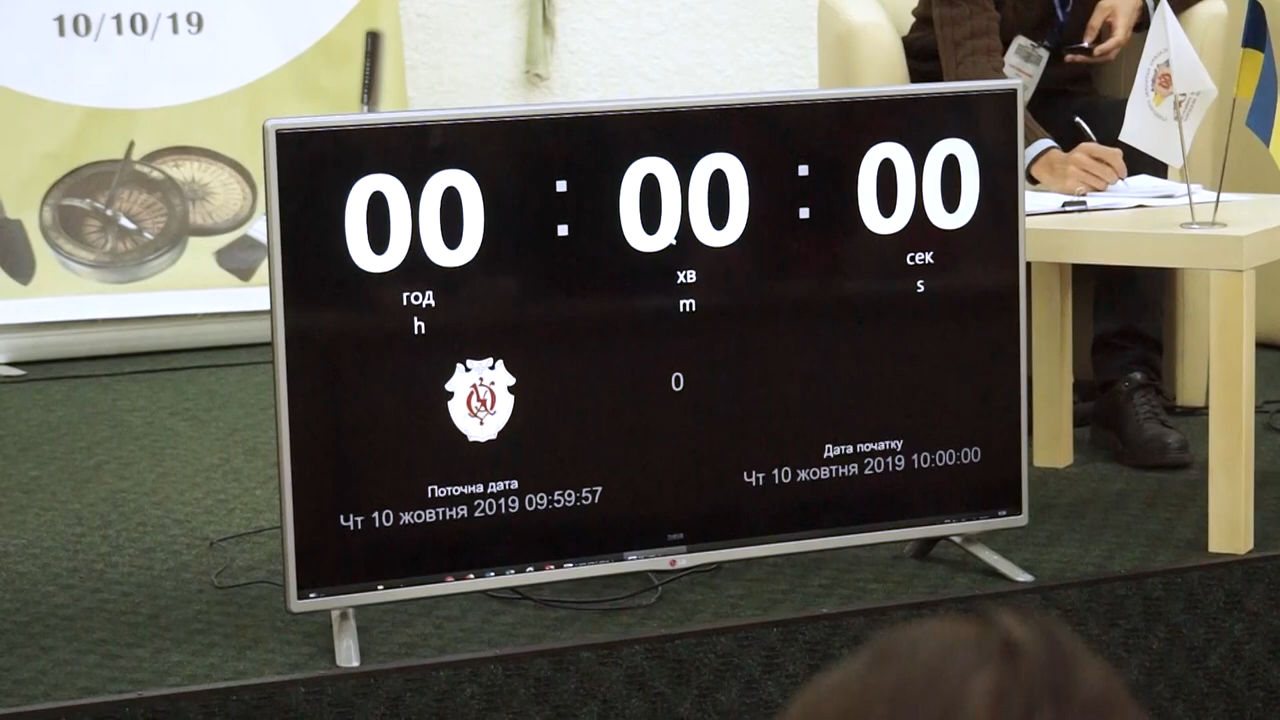 10/10/19
00 : 00 : 00
год
хв
сек
h
m
s
0
Поточна дата
Чт 10 жовтня 2019 09:59:57
Дата початку
Чт 10 жовтня 2019 10:00:00